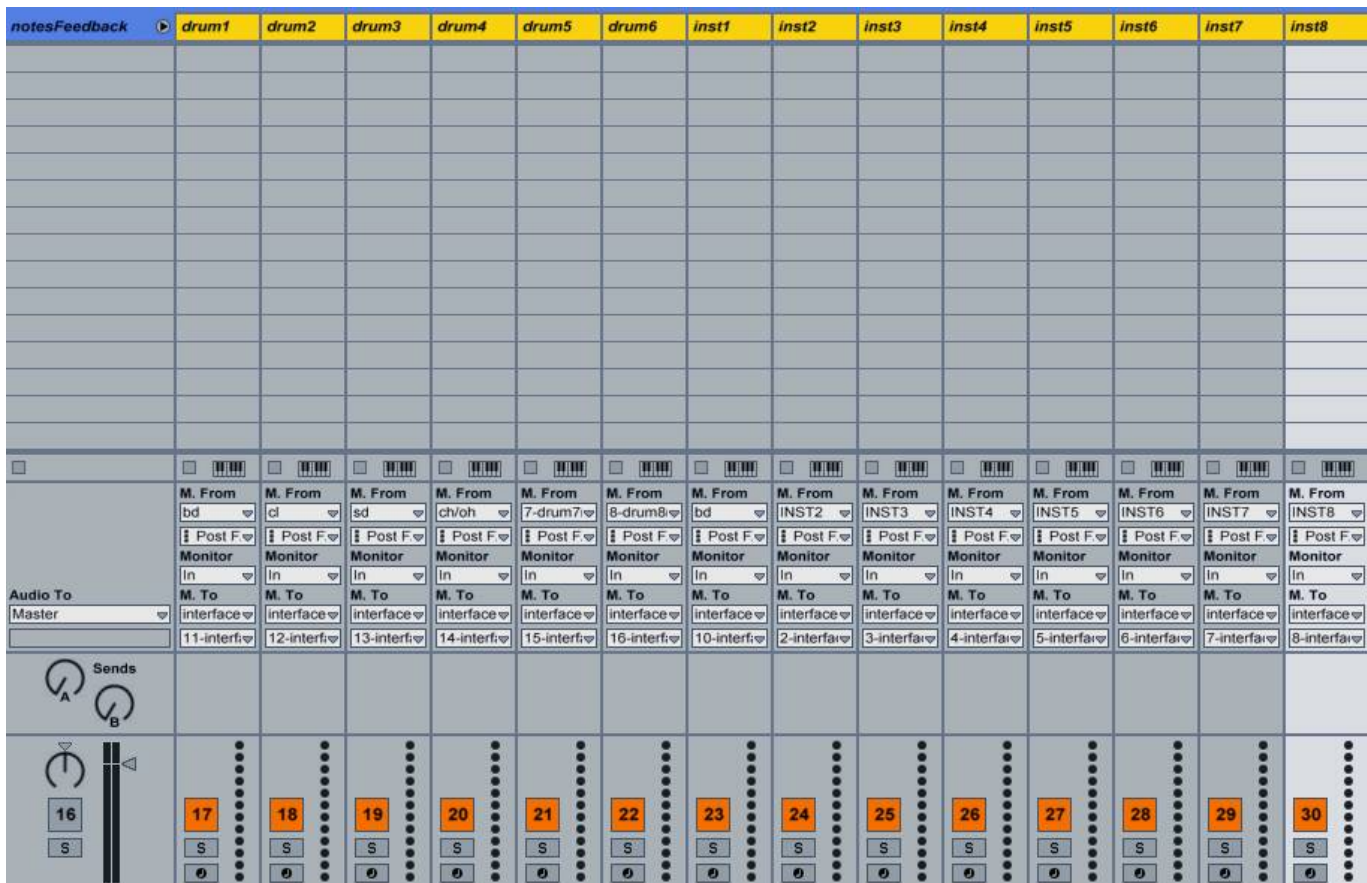 notesFeedback drum1 drum2 drum3 drum4 drum5 drum6 inst1 inst2 inst3 inst4 inst5 inst6 inst7 inst8
M. From M. From M. From M. From M. From M. From M. From M. From M. From M. From M. From M. From M. From M. From
bd cl sd ch/oh 7-drum7 8-drum8 bd INST2 INST3 INST4 INST5 INST6 INST7 INST8
Post F. Post F. Post F. Post F. Post F. Post F. Post F. Post F. Post F. Post F. Post F. Post F. Post F. Post F.
Monitor Monitor Monitor Monitor Monitor Monitor Monitor Monitor Monitor Monitor Monitor Monitor Monitor Monitor
In In In In In In In In In In In In In In
Audio To M. To M. To M. To M. To M. To M. To M. To M. To M. To M. To M. To M. To M. To M. To
Master interface interface interface interface interface interface interface interface interface interface interface interface interface interface
11-interf 12-interf 13-interf 14-interf 15-interf 16-interf 10-interf 2-interfa 3-interfa 4-interfa 5-interfa 6-interfa 7-interfa 8-interfa
Sends
A
B
16 17 18 19 20 21 22 23 24 25 26 27 28 29 30
S S S S S S S S S S S S S S S